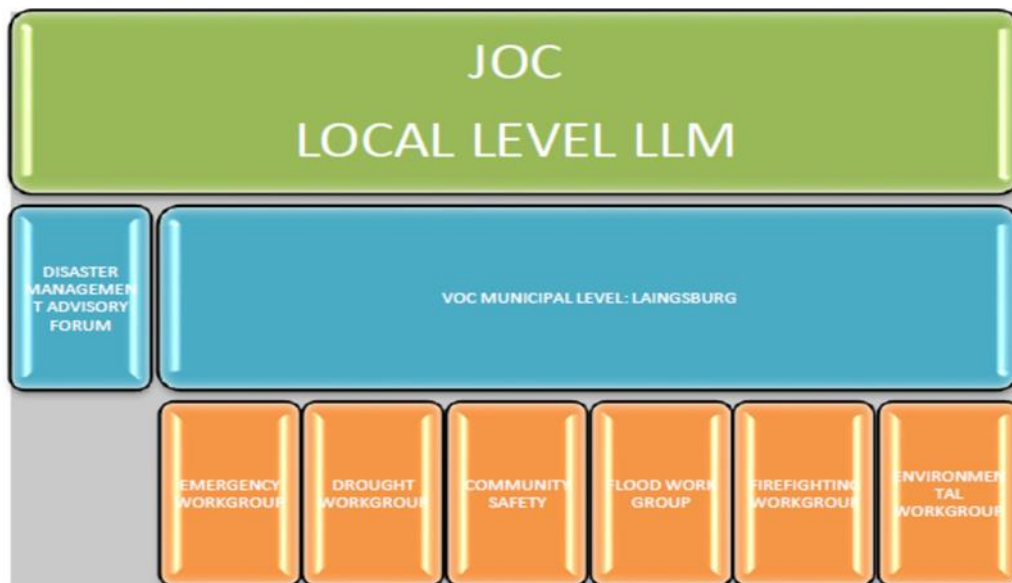 JOC
LOCAL LEVEL LLM
DISASTER
MANAGEMEN
T ADVISORY
FORUM
VOC MUNICIPAL LEVEL: LAINGSBURG
EMERGENCY
WORKGROUP
DROUGHT
WORKGROUP
COMMUNITY
SAFETY
FLOOD WORK
GROUP
FIREFIGHTING
WORKGROUP
ENVIRONMEN
TAL
WORKGROUP